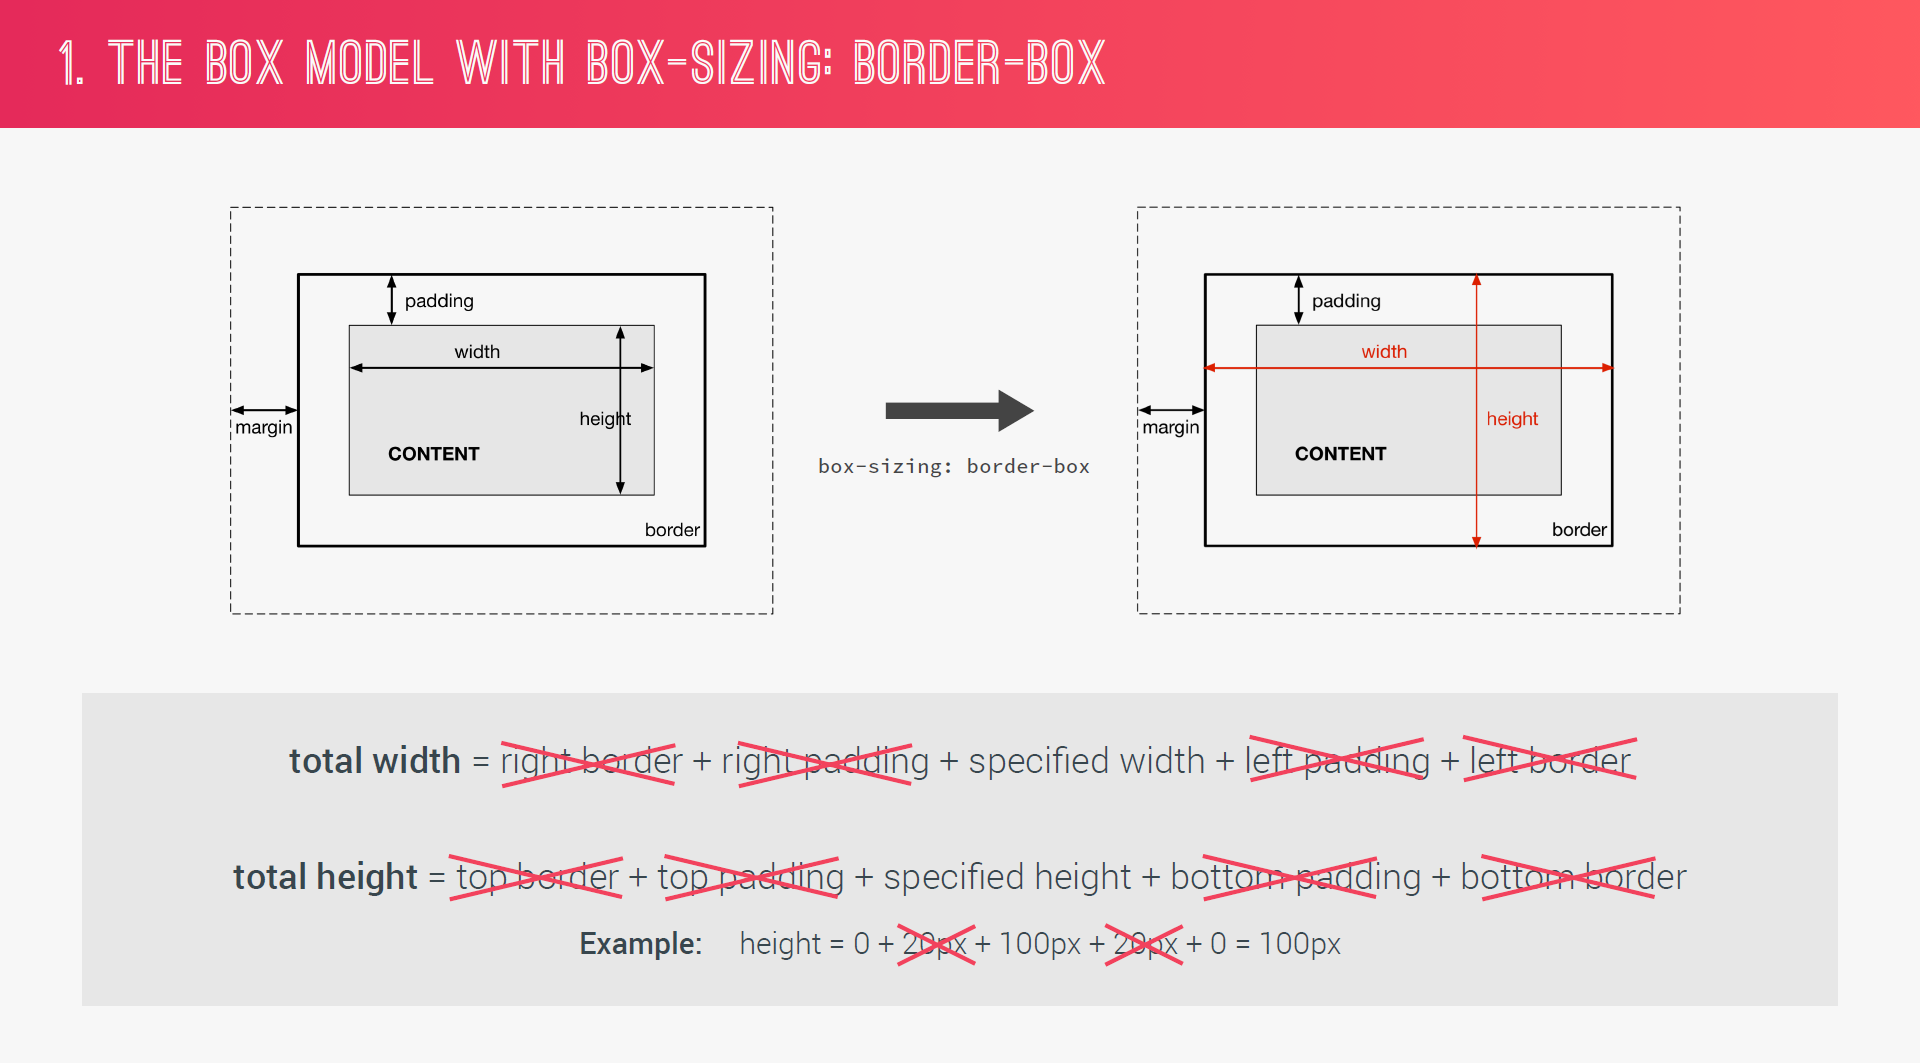 1. THE BOX MODEL WITH BOX-SIZING: BORDER-BOX
padding
width
height
margin
CONTENT
border
box-sizing: border-box
padding
width
height
margin
CONTENT
border
total width = right border + right padding + specified width + left padding + left border
total height = top border + top padding + specified height + bottom padding + bottom border
Example: height = 0 + 20px + 100px + 20px + 0 = 100px